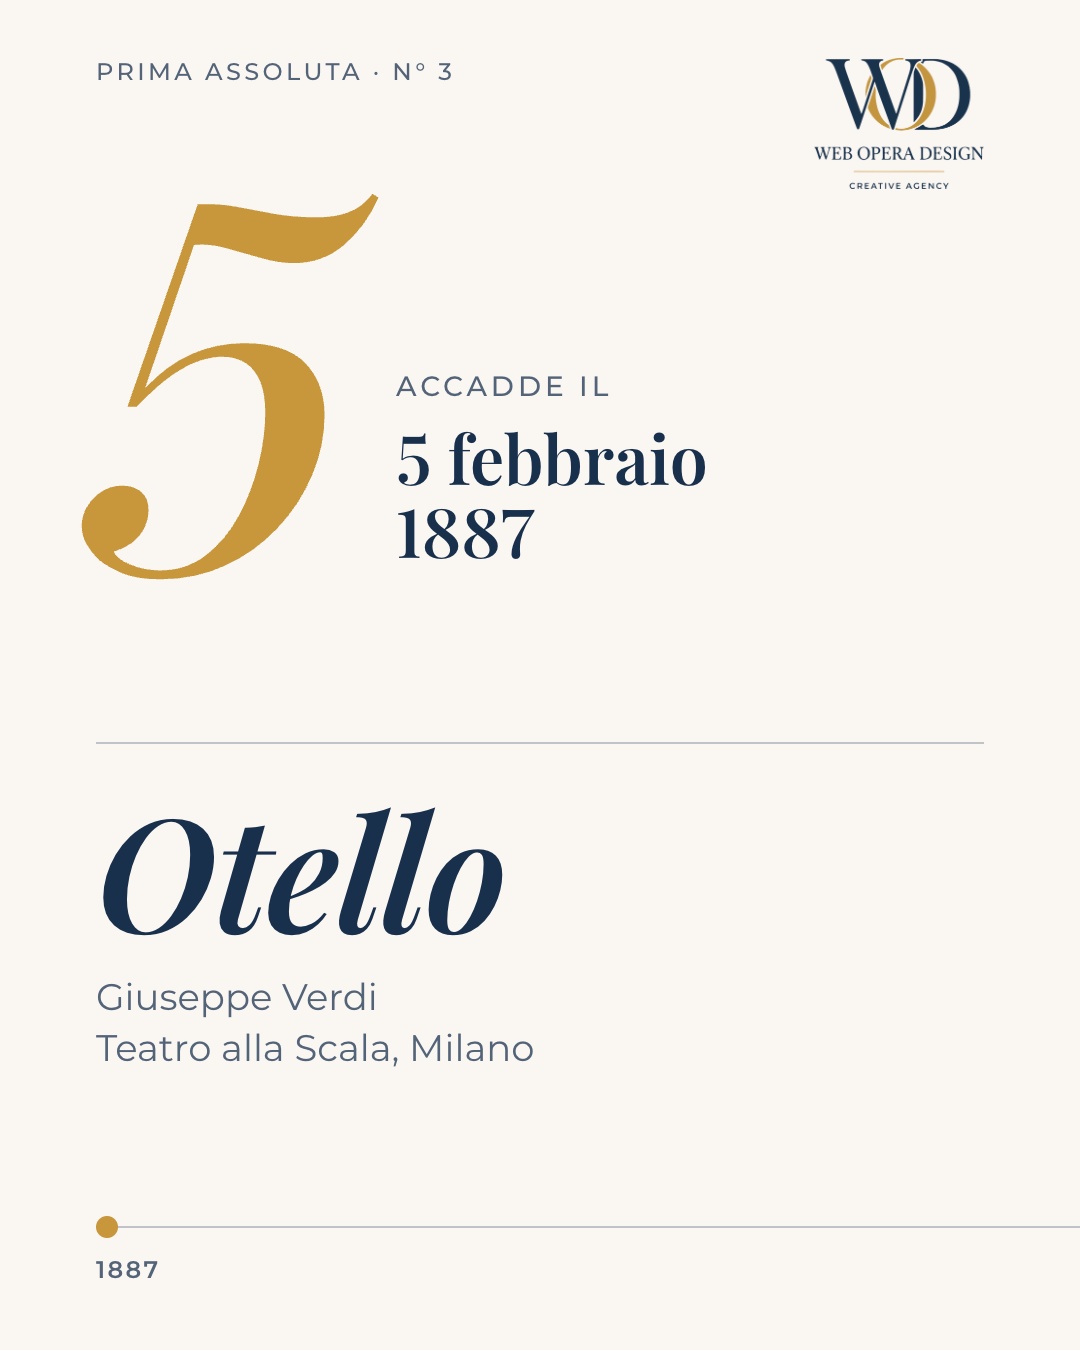 PRIMA ASSOLUTA · N° 3
WOD
WEB OPERA DESIGN
CREATIVE AGENCY
5
ACCADDE IL
5 febbraio
1887
Otello
Giuseppe Verdi
Teatro alla Scala, Milano
1887